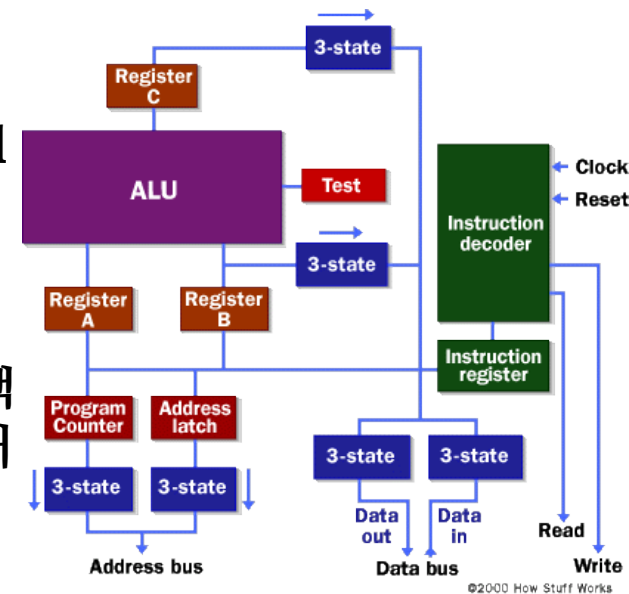 3-state
Register
C
ALU
Test
Clock
Reset
Instruction
decoder
3-state
Register
A
Register
B
Instruction
register
Program
Counter
Address
latch
3-state
3-state
3-state
3-state
Data
out
Data
in
Read
Address bus
Data bus
Write
©2000 How Stuff Works